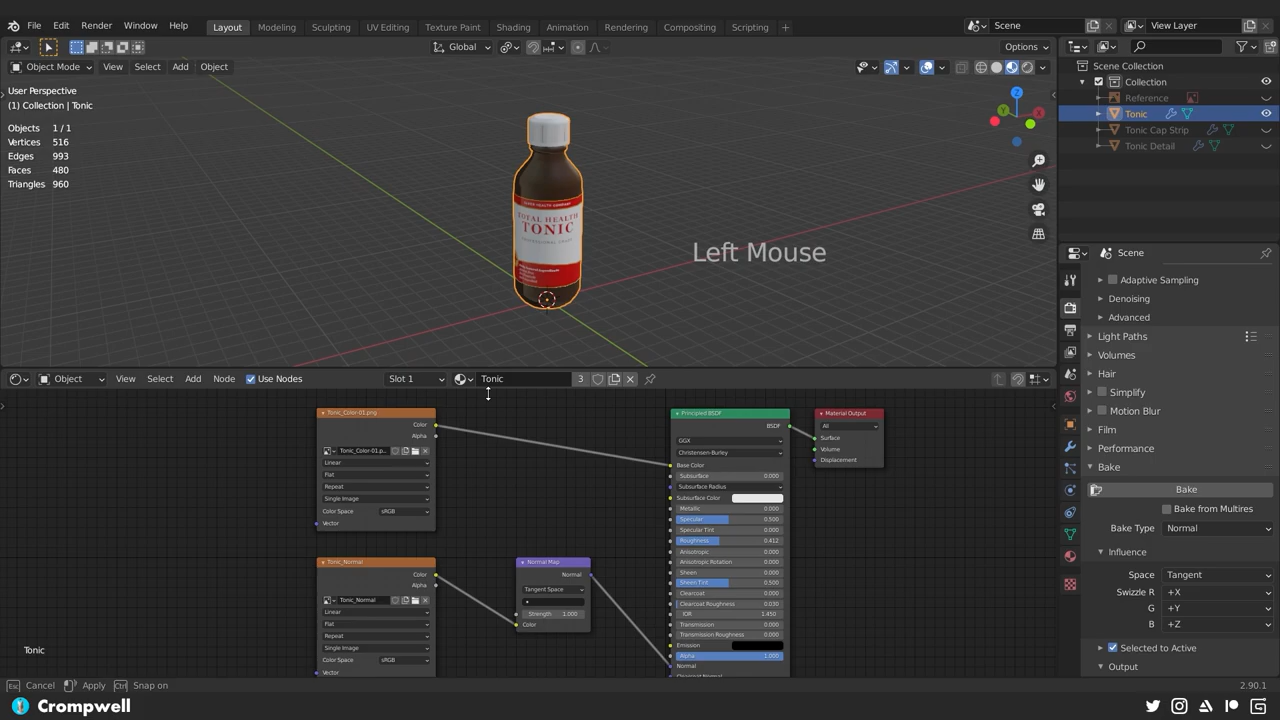 File Edit Render Window Help Layout Modeling Sculpting UV Editing Texture Paint Shading Animation Rendering Compositing Scripting + Scene View Layer
Global Options
Object Mode View Select Add Object
User Perspective
(1) Collection | Tonic
Objects 1 / 1
Vertices 516
Edges 993
Faces 480
Triangles 960
Z
Y
X
TOTAL HEALTH
TONIC
Left Mouse
Scene Collection
Collection
Reference
Tonic
Tonic Cap Strip
Tonic Detail
Scene
Adaptive Sampling
Denoising
Advanced
Light Paths
Volumes
Hair
Simplify
Motion Blur
Film
Performance
Bake
Bake
Bake from Multires
Bake Type Normal
Influence
Space Tangent
Swizzle R +X
G +Y
B +Z
Selected to Active
Output
Object View Select Add Node Use Nodes Slot 1 Tonic 3
Tonic_Color-01.png
Color
Alpha
Tonic_Color-01.p...
Linear
Flat
Repeat
Single Image
Color Space sRGB
Vector
Tonic_Normal
Color
Alpha
Tonic_Normal
Linear
Flat
Repeat
Single Image
Color Space sRGB
Vector
Normal Map
Normal
Tangent Space
Strength 1.000
Color
Principled BSDF
BSDF
GGX
Christensen-Burley
Base Color
Subsurface 0.000
Subsurface Radius
Subsurface Color
Metallic 0.000
Specular 0.500
Specular Tint 0.000
Roughness 0.412
Anisotropic 0.000
Anisotropic Rotation 0.000
Sheen 0.000
Sheen Tint 0.500
Clearcoat 0.000
Clearcoat Roughness 0.030
IOR 1.450
Transmission 0.000
Transmission Roughness 0.000
Emission
Alpha 1.000
Normal
Clearcoat Normal
Material Output
All
Surface
Volume
Displacement
Esc Cancel Apply Ctrl Snap on 2.90.1
Crompwell